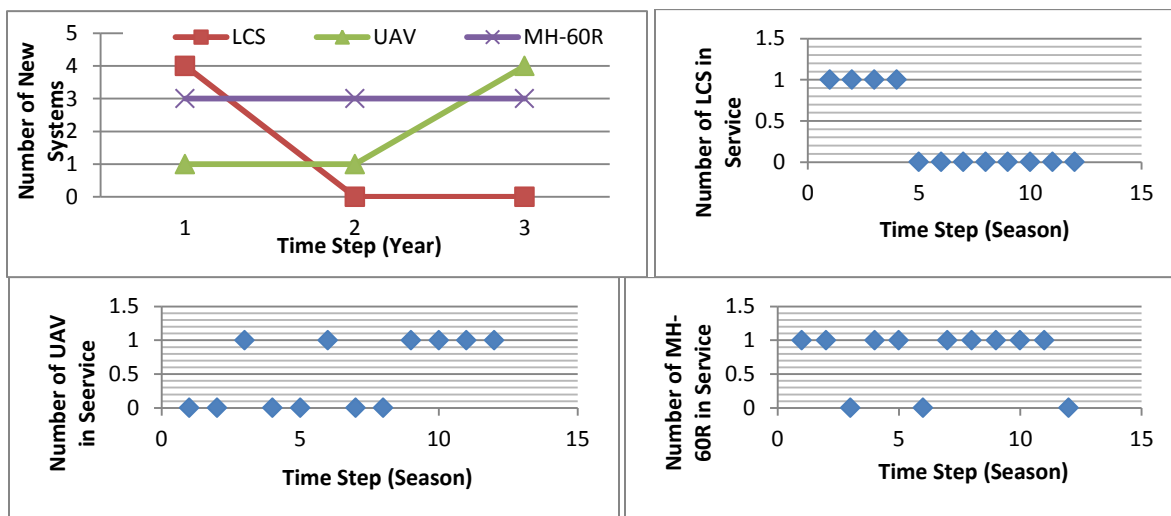 Number of New
Systems
5
4
3
2
1
0
LCS
UAV
MH-60R
1
2
3
Time Step (Year)
Number of LCS in
Service
1.5
1
0.5
0
0
5
10
15
Time Step (Season)
Number of UAV
in Seervice
1.5
1
0.5
0
0
5
10
15
Time Step (Season)
Number of MH-
60R in Service
1.5
1
0.5
0
0
5
10
15
Time Step (Season)